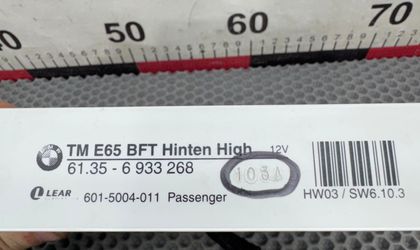 40 50 60 70
TM E65 BFT Hinten High 12V
61.35 - 6 933 268
LEAR 601-5004-011 Passenger
HW03 / SW6.10.3